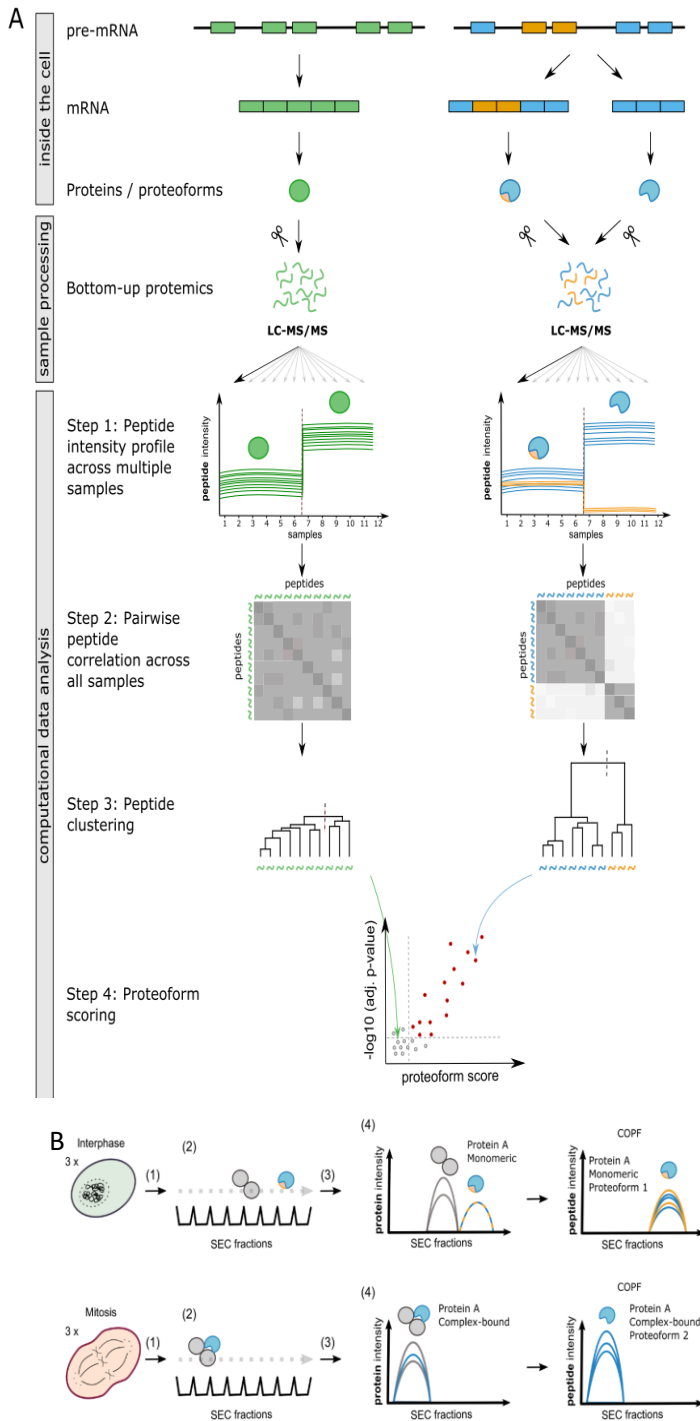 A
inside the cell
pre-mRNA
mRNA
Proteins / proteoforms
sample processing
Bottom-up protemics
LC-MS/MS
LC-MS/MS
computational data analysis
Step 1: Peptide
intensity profile
across multiple
samples
peptide intensity
1 2 3 4 5 6 7 8 9 10 11 12
samples
peptide intensity
1 2 3 4 5 6 7 8 9 10 11 12
samples
Step 2: Pairwise
peptide
correlation across
all samples
peptides
peptides
peptides
peptides
Step 3: Peptide
clustering
Step 4: Proteoform
scoring
-log10 (adj. p-value)
proteoform score
B
Interphase
3 x
(1)
(2)
SEC fractions
(3)
(4)
protein intensity
Protein A
Monomeric
SEC fractions
COPF
peptide intensity
Protein A
Monomeric
Proteoform 1
SEC fractions
Mitosis
3 x
(1)
(2)
SEC fractions
(3)
(4)
protein intensity
Protein A
Complex-bound
SEC fractions
COPF
peptide intensity
Protein A
Complex-bound
Proteoform 2
SEC fractions